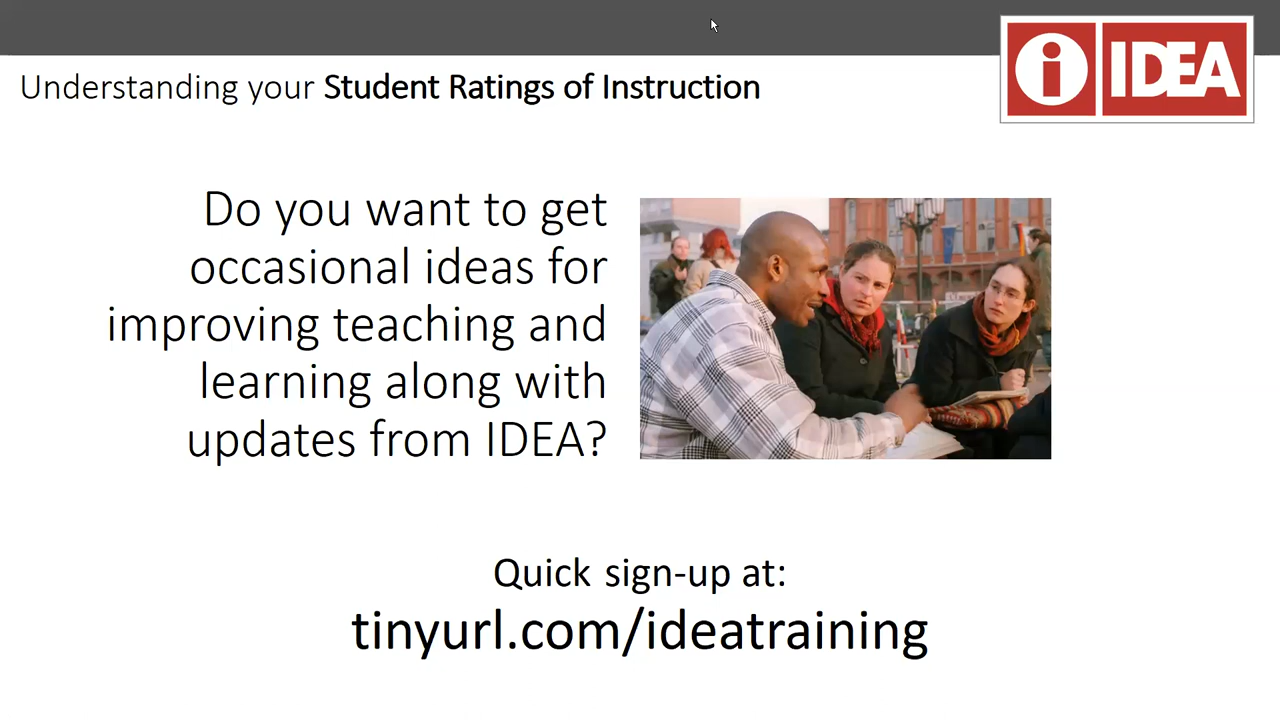 Understanding your Student Ratings of Instruction
i IDEA
Do you want to get
occasional ideas for
improving teaching and
learning along with
updates from IDEA?
Quick sign-up at:
tinyurl.com/ideatraining